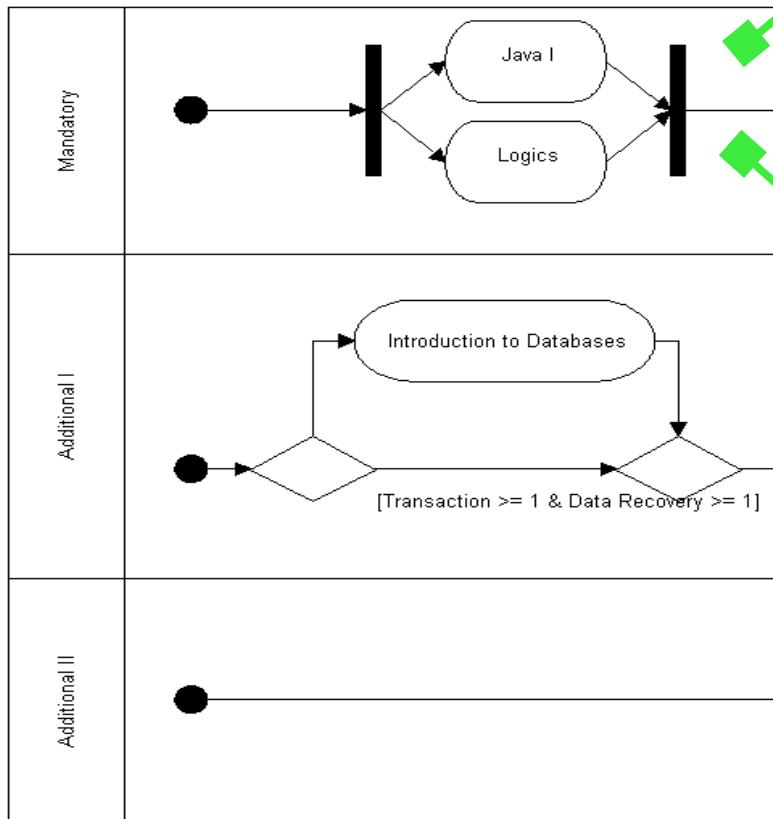 Mandatory
Java I
Logics
Additional I
Introduction to Databases
[Transaction >= 1 & Data Recovery >= 1]
Additional II